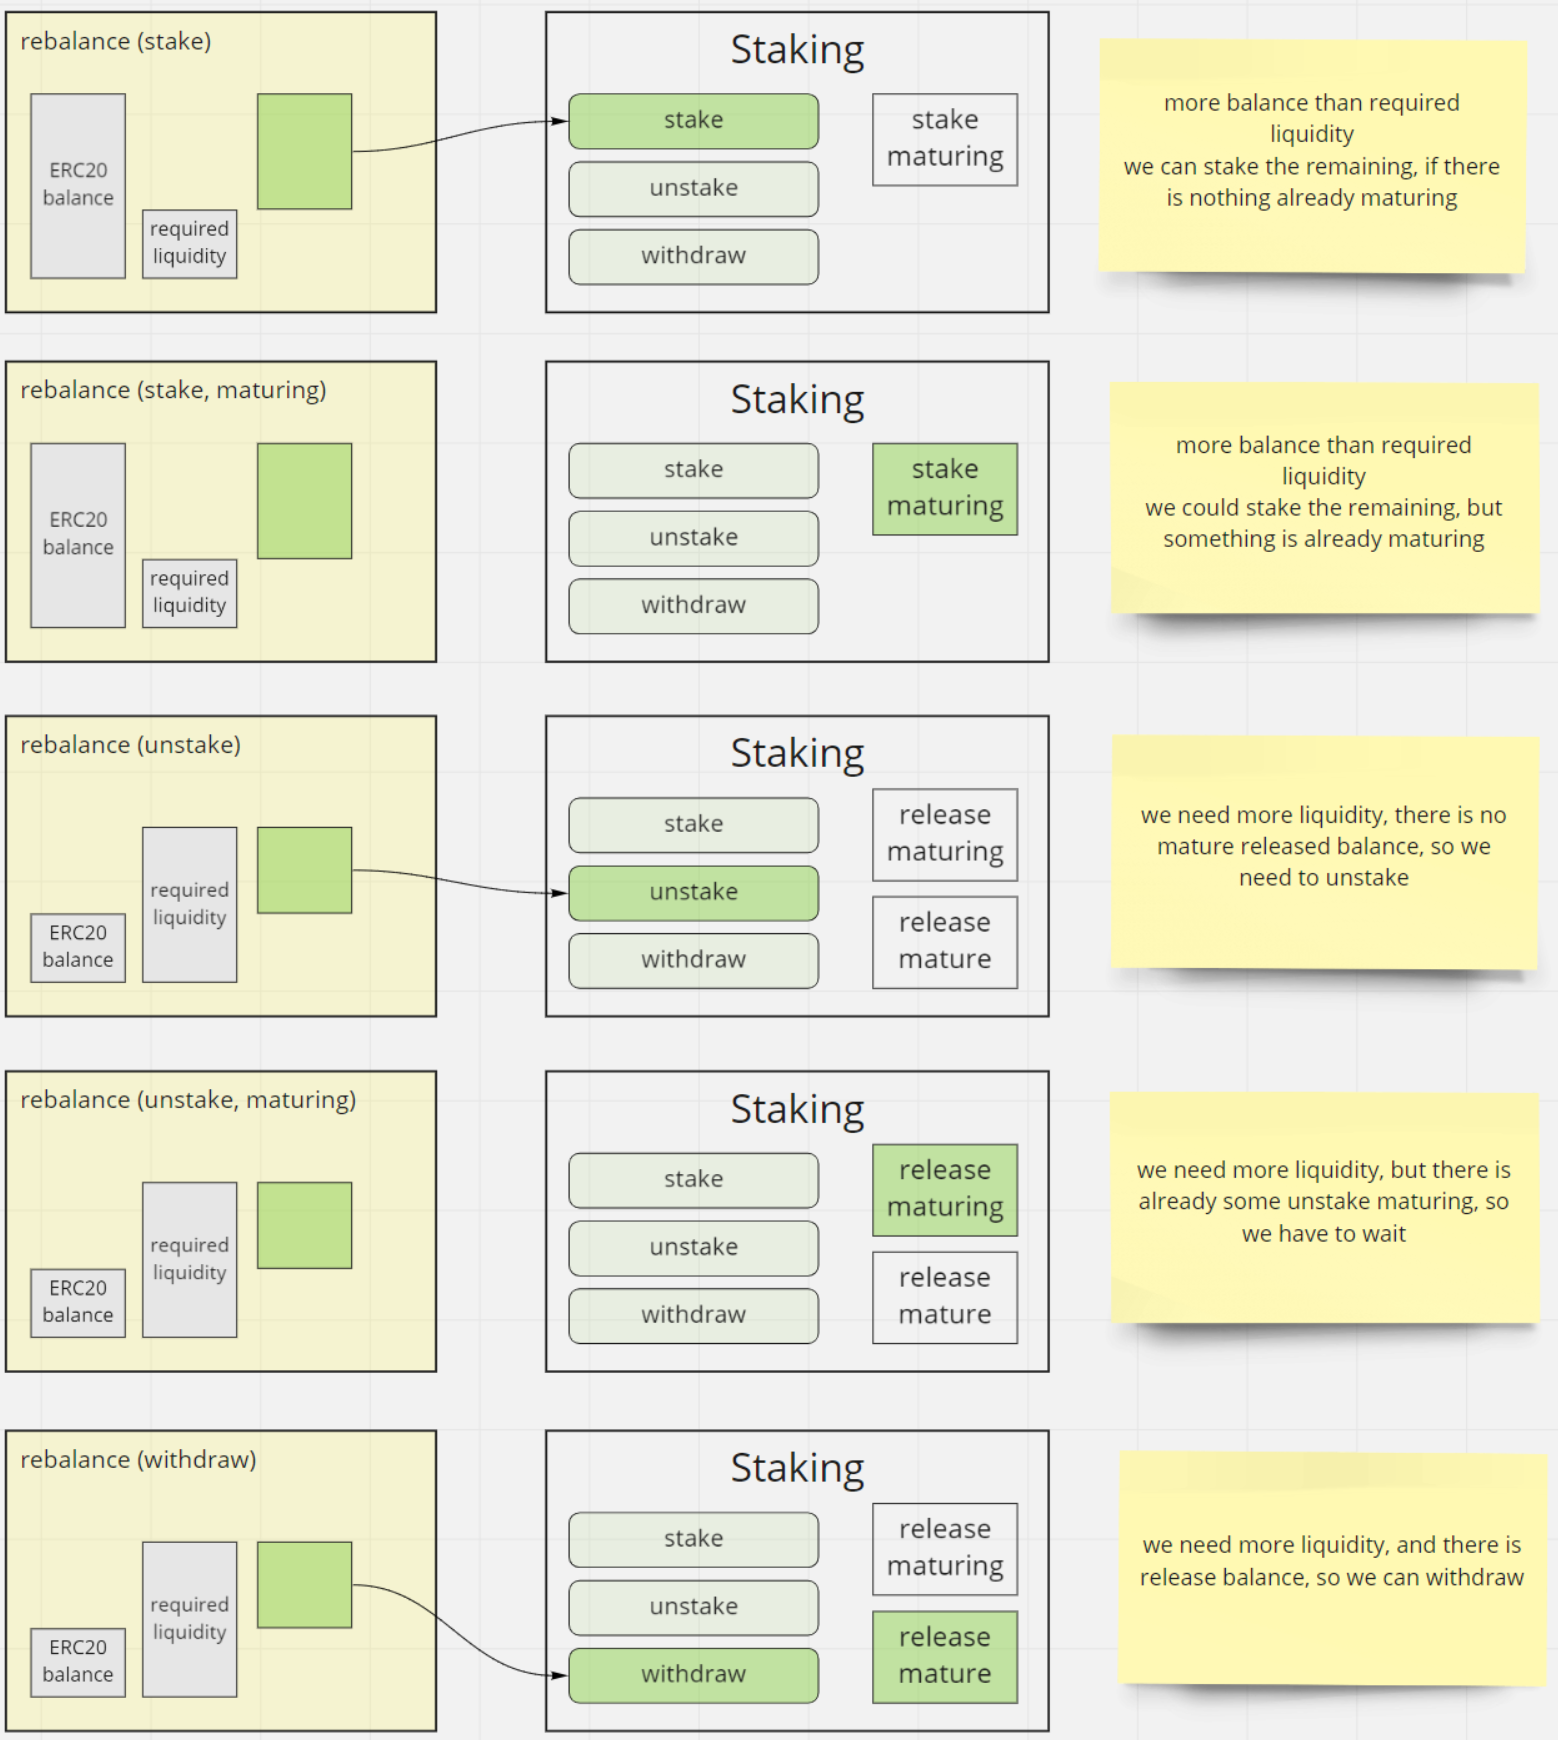 rebalance (stake)
ERC20
balance
required
liquidity
Staking
stake
unstake
withdraw
stake
maturing
more balance than required
liquidity
we can stake the remaining, if there
is nothing already maturing
rebalance (stake, maturing)
ERC20
balance
required
liquidity
Staking
stake
unstake
withdraw
stake
maturing
more balance than required
liquidity
we could stake the remaining, but
something is already maturing
rebalance (unstake)
ERC20
balance
required
liquidity
Staking
stake
unstake
withdraw
release
maturing
release
mature
we need more liquidity, there is no
mature released balance, so we
need to unstake
rebalance (unstake, maturing)
ERC20
balance
required
liquidity
Staking
stake
unstake
withdraw
release
maturing
release
mature
we need more liquidity, but there is
already some unstake maturing, so
we have to wait
rebalance (withdraw)
ERC20
balance
required
liquidity
Staking
stake
unstake
withdraw
release
maturing
release
mature
we need more liquidity, and there is
release balance, so we can withdraw